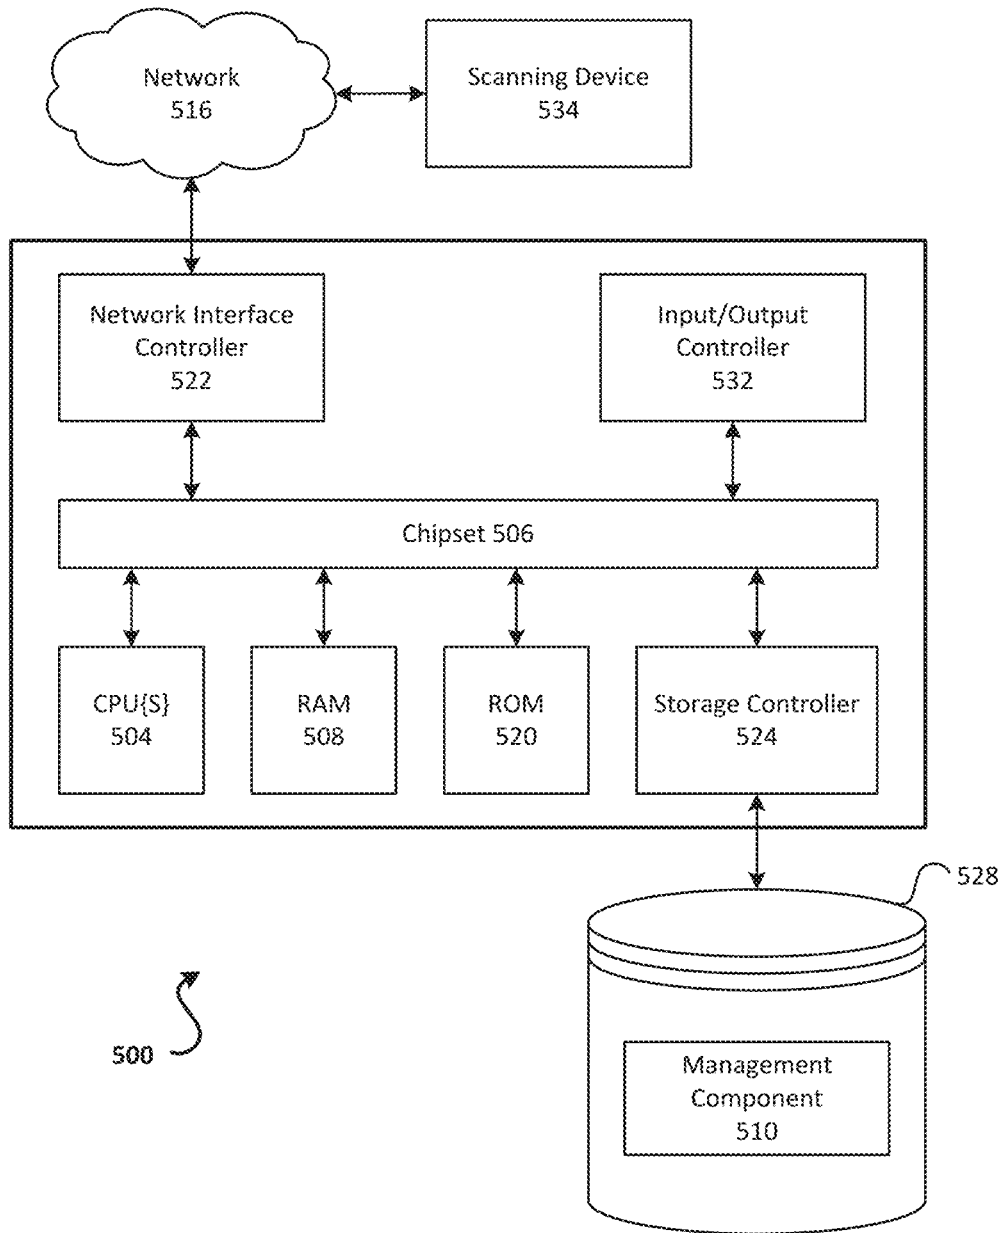 Network
516
Scanning Device
534
Network Interface
Controller
522
Input/Output
Controller
532
Chipset 506
CPU{S}
504
RAM
508
ROM
520
Storage Controller
524
528
500
Management
Component
510